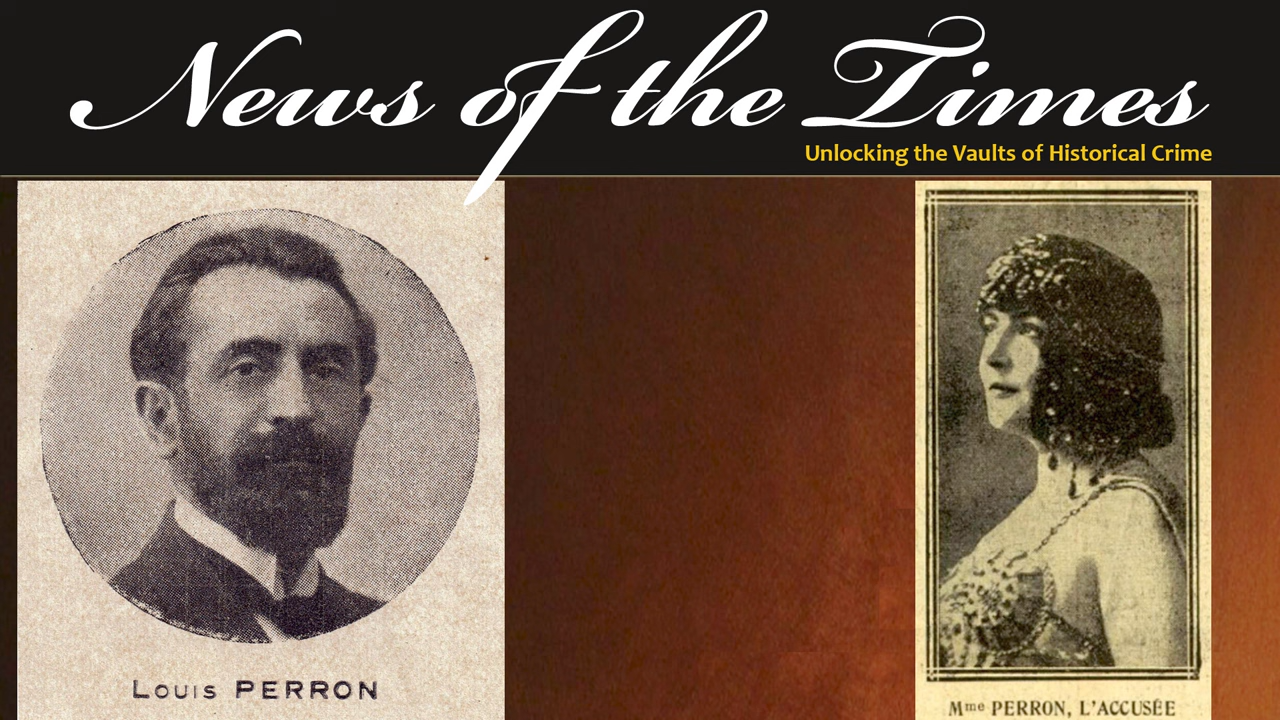 News of the Times
Unlocking the Vaults of Historical Crime
Louis PERRON
Mme PERRON, L'ACCUSÉE